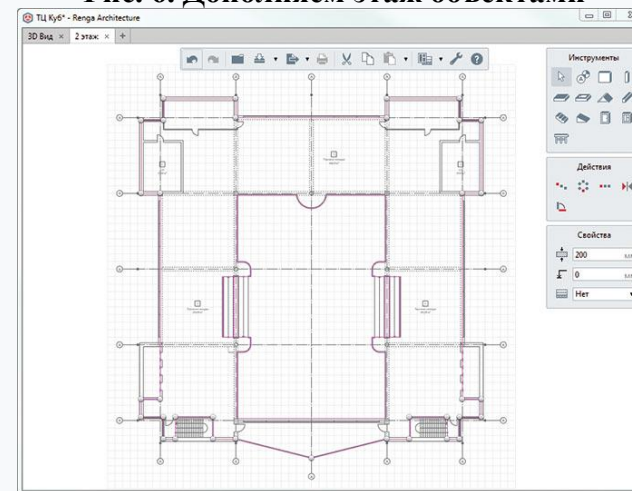 Рис. 6. Дополняем этаж объектами
ТЦ Куб* - Renga Architecture
3D Вид × 2 этаж × +
Инструменты
Действия
Свойства
200
0
Нет